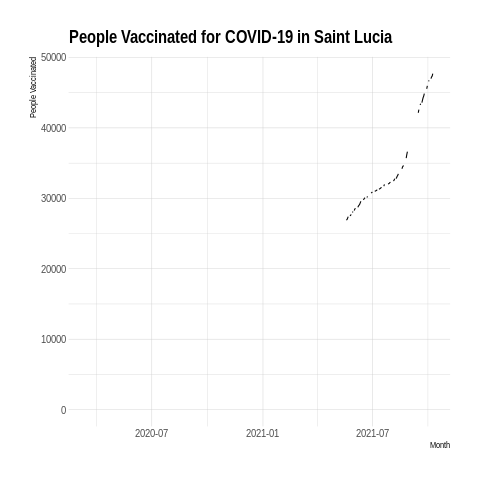 People Vaccinated for COVID-19 in Saint Lucia
People Vaccinated
50000
40000
30000
20000
10000
0
2020-07 2021-01 2021-07
Month